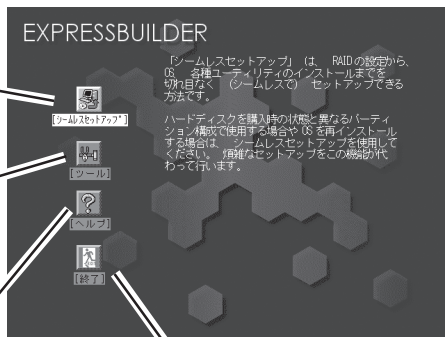 EXPRESSBUILDER
[シームレスセットアップ]
[ツール]
[ヘルプ]
[終了]
「シームレスセットアップ」 は、 RAIDの設定から、
OS、 各種ユーティリティのインストールまでを
切れ目なく (シームレスで) セットアップできる
方法です。
ハードディスクを購入時の状態と異なるパーティ
ション構成で使用する場合や OS を再インストール
する場合は、 シームレスセットアップを使用して
ください。 煩雑なセットアップをこの機能が代
わって行います。